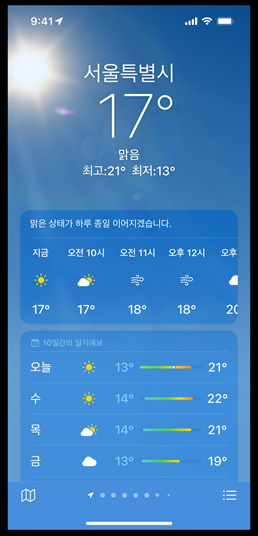 9:41
서울특별시
17°
맑음
최고:21° 최저:13°
맑은 상태가 하루 종일 이어지겠습니다.
지금 오전 10시 오전 11시 오후 12시 오후
17° 17° 18° 18° 20
10일간의 일기예보
오늘 13° 21°
수 14° 22°
목 14° 21°
금 13° 19°